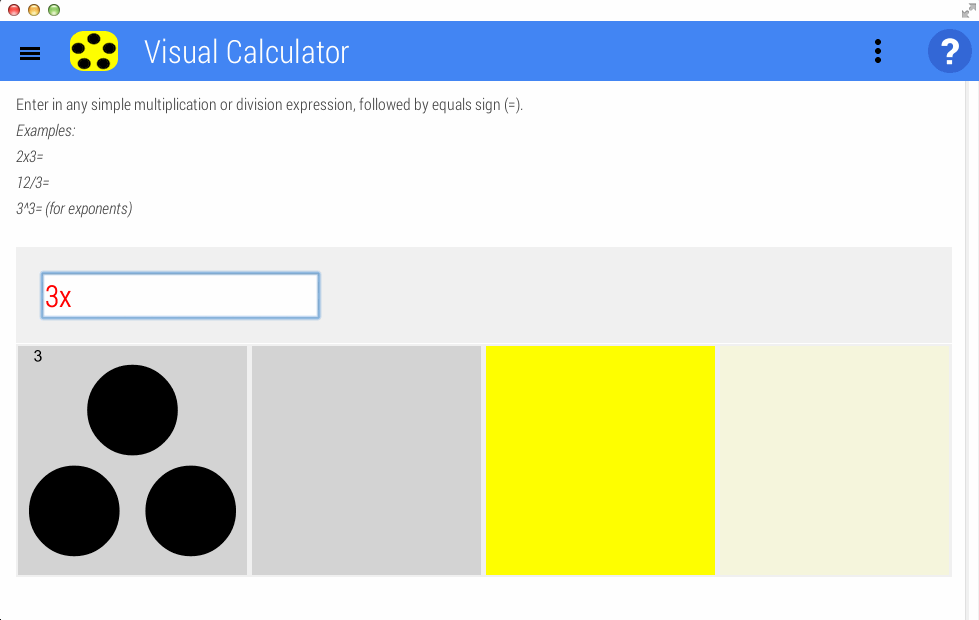 Visual Calculator
?
Enter in any simple multiplication or division expression, followed by equals sign (=).
Examples:
2x3=
12/3=
3^3= (for exponents)
3x
3